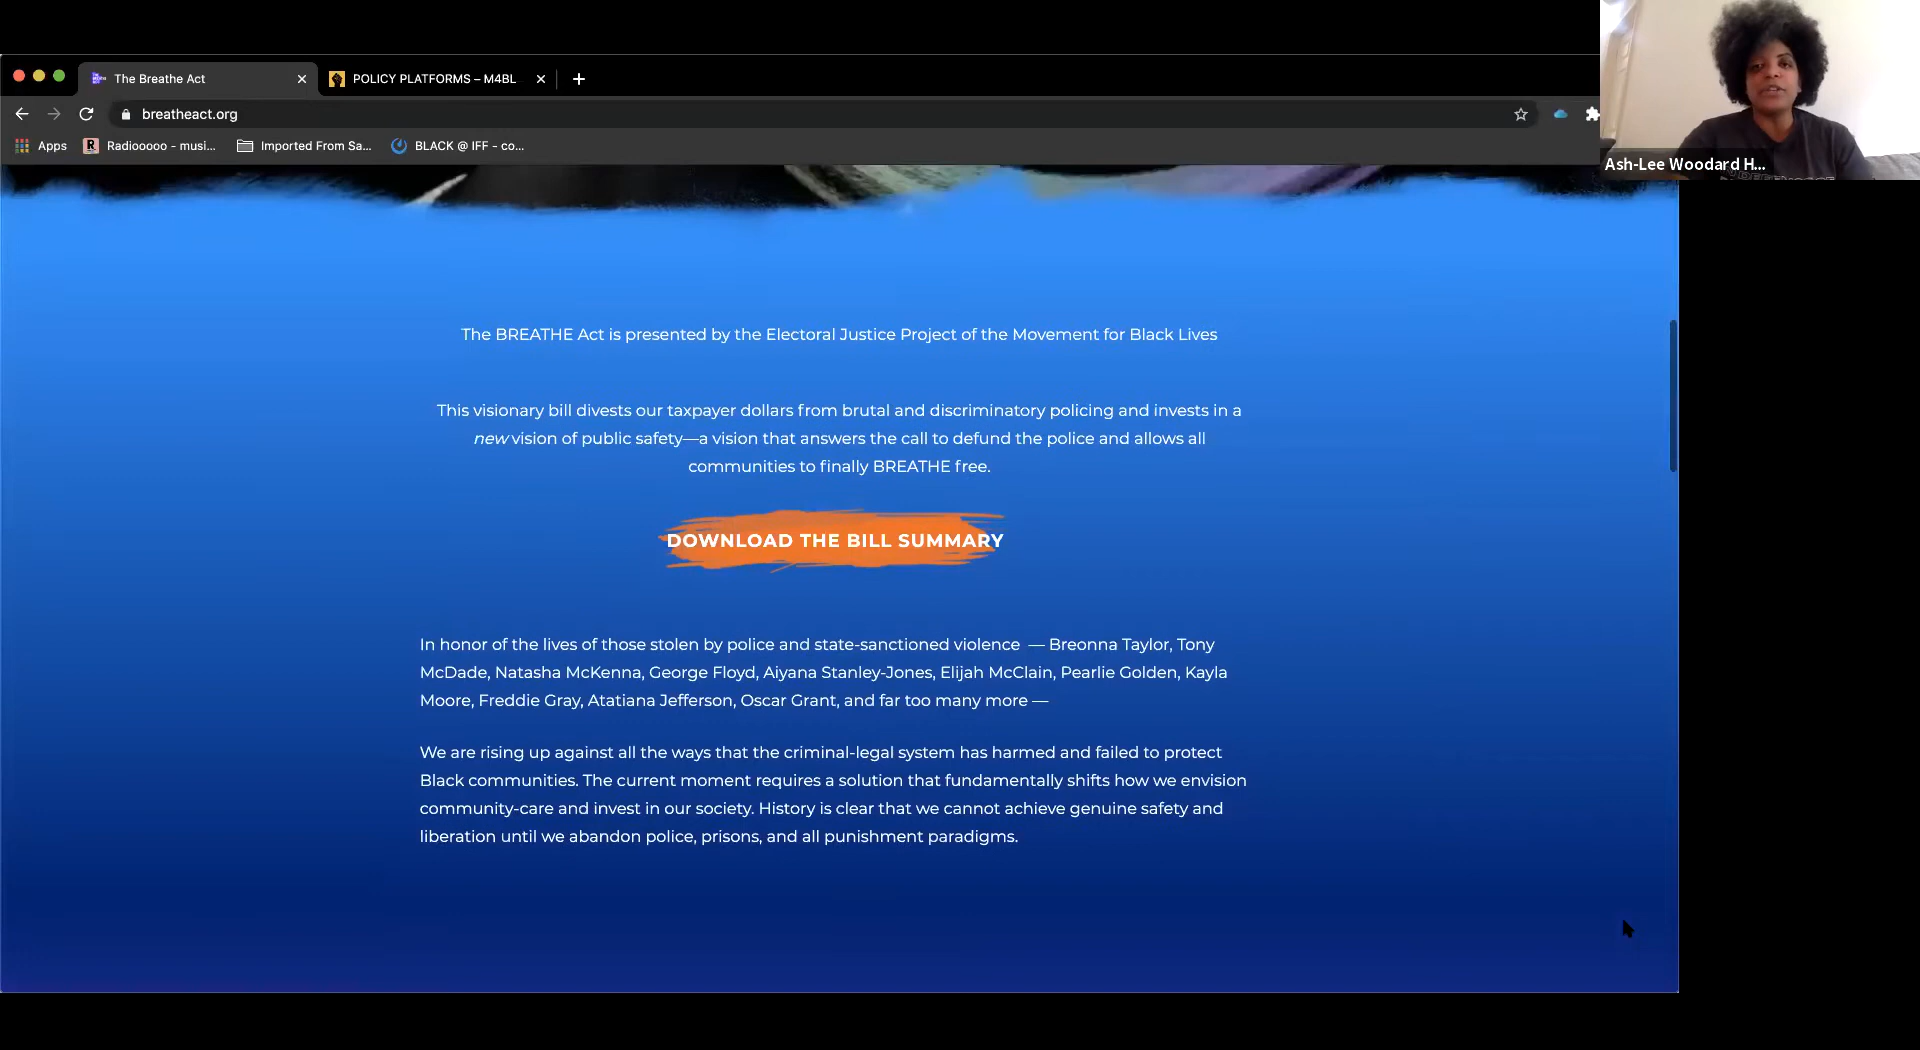 The Breathe Act
POLICY PLATFORMS – M4BL
breatheact.org
Apps
Radiooooo - musi...
Imported From Sa...
BLACK @ IFF - co...
Ash-Lee Woodard H...
The BREATHE Act is presented by the Electoral Justice Project of the Movement for Black Lives
This visionary bill divests our taxpayer dollars from brutal and discriminatory policing and invests in a
new vision of public safety—a vision that answers the call to defund the police and allows all
communities to finally BREATHE free.
DOWNLOAD THE BILL SUMMARY
In honor of the lives of those stolen by police and state-sanctioned violence — Breonna Taylor, Tony
McDade, Natasha McKenna, George Floyd, Aiyana Stanley-Jones, Elijah McClain, Pearlie Golden, Kayla
Moore, Freddie Gray, Atatiana Jefferson, Oscar Grant, and far too many more —
We are rising up against all the ways that the criminal-legal system has harmed and failed to protect
Black communities. The current moment requires a solution that fundamentally shifts how we envision
community-care and invest in our society. History is clear that we cannot achieve genuine safety and
liberation until we abandon police, prisons, and all punishment paradigms.